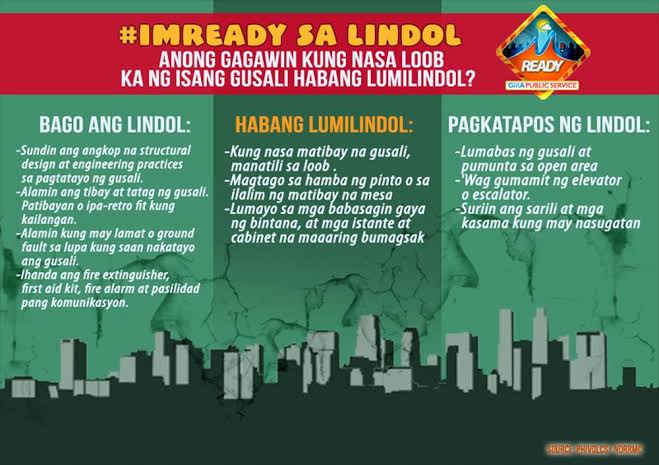 #IMREADY SA LINDOL
ANONG GAGAWIN KUNG NASA LOOB
KA NG ISANG GUSALI HABANG LUMILINDOL?
READY
GMA PUBLIC SERVICE
BAGO ANG LINDOL:
-Sundin ang angkop na structural
design at engineering practices
sa pagtatayo ng gusali.
-Alamin ang tibay at tatag ng gusali.
Patibayan o ipa-retro fit kung
kailangan.
-Alamin kung may lamat o ground
fault sa lupa kung saan nakatayo
ang gusali.
-Ihanda ang fire extinguisher,
first aid kit, fire alarm at pasilidad
pang komunikasyon.
HABANG LUMILINDOL:
-Kung nasa matibay na gusali,
manatili sa loob .
-Magtago sa hamba ng pinto o sa
ilalim ng matibay na mesa
-Lumayo sa mga babasagin gaya
ng bintana, at mga istante at
cabinet na maaaring bumagsak
PAGKATAPOS NG LINDOL:
-Lumabas ng gusali at
pumunta sa open area
-'Wag gumamit ng elevator
o escalator.
-Suriin ang sarili at mga
kasama kung may nasugatan
SOURCE: PHIVOLCS/